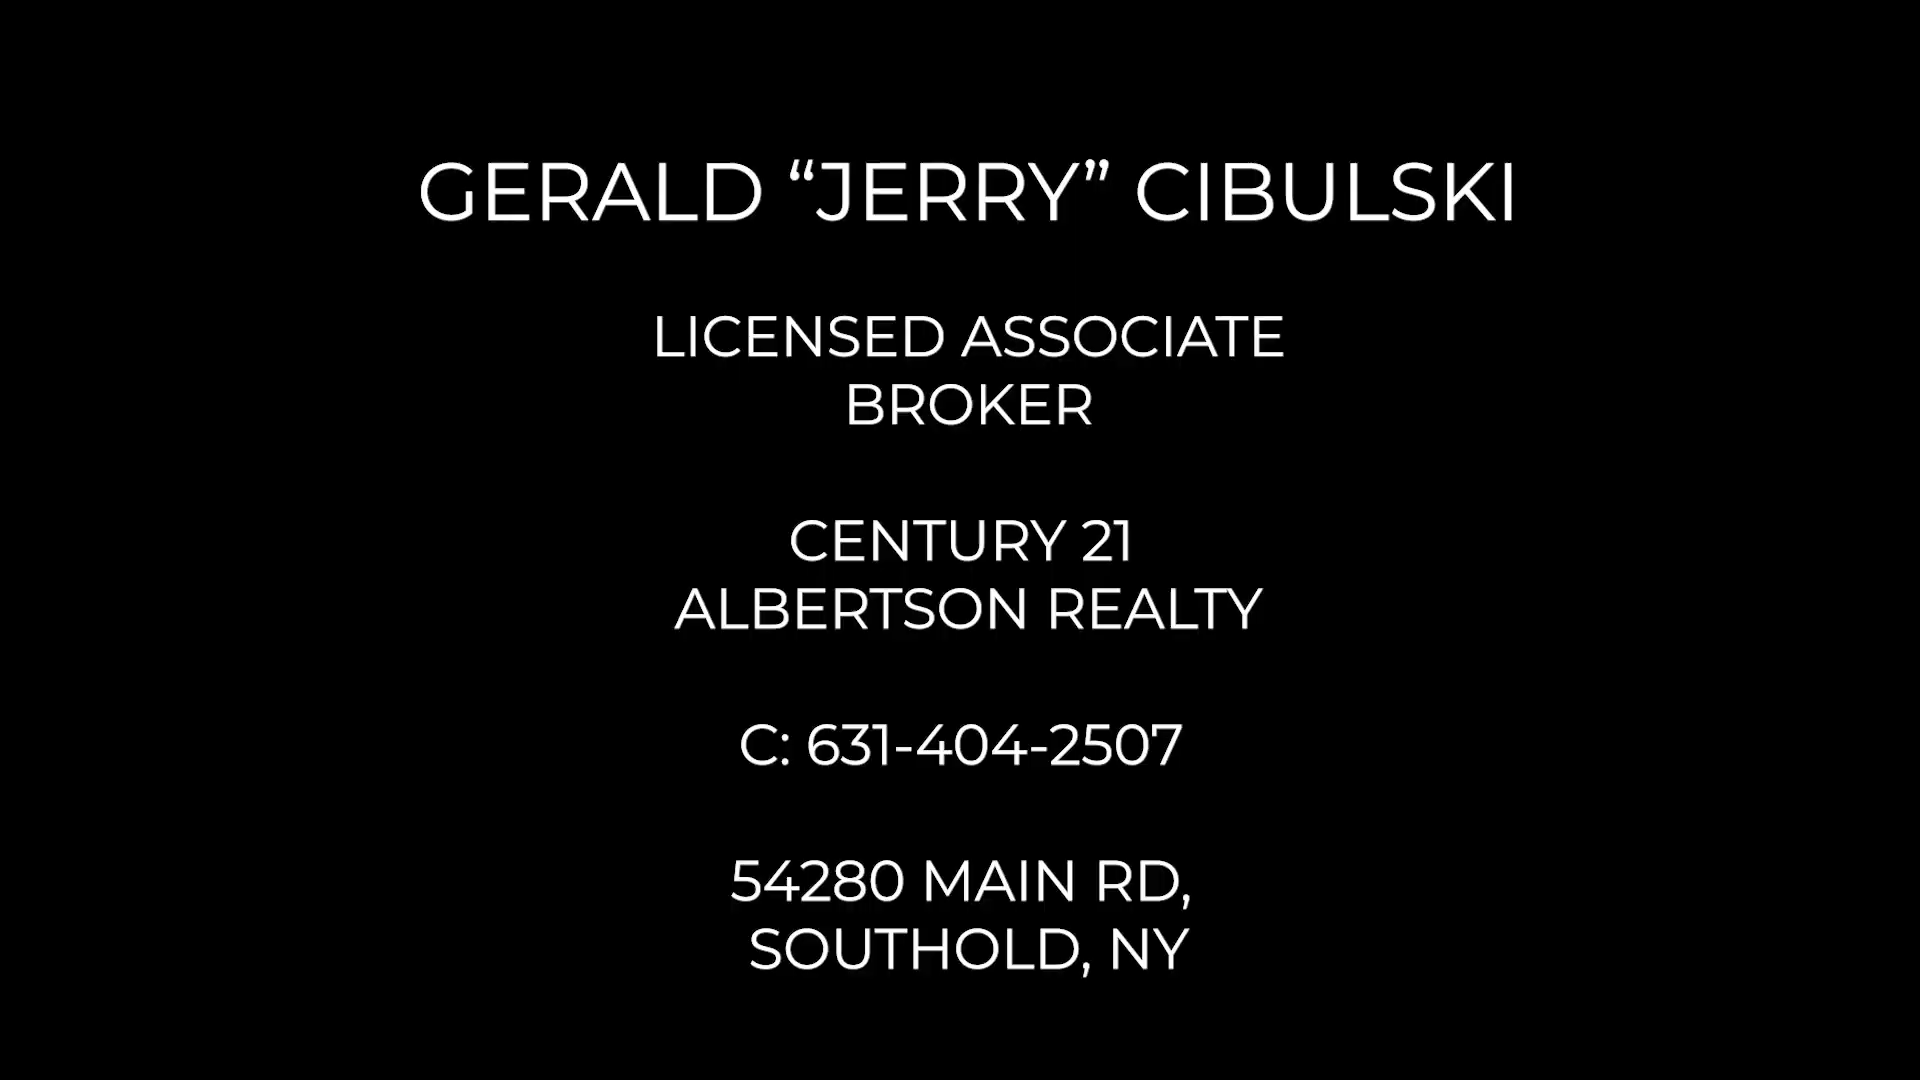 GERALD “JERRY” CIBULSKI
LICENSED ASSOCIATE
BROKER
CENTURY 21
ALBERTSON REALTY
C: 631-404-2507
54280 MAIN RD,
SOUTHOLD, NY